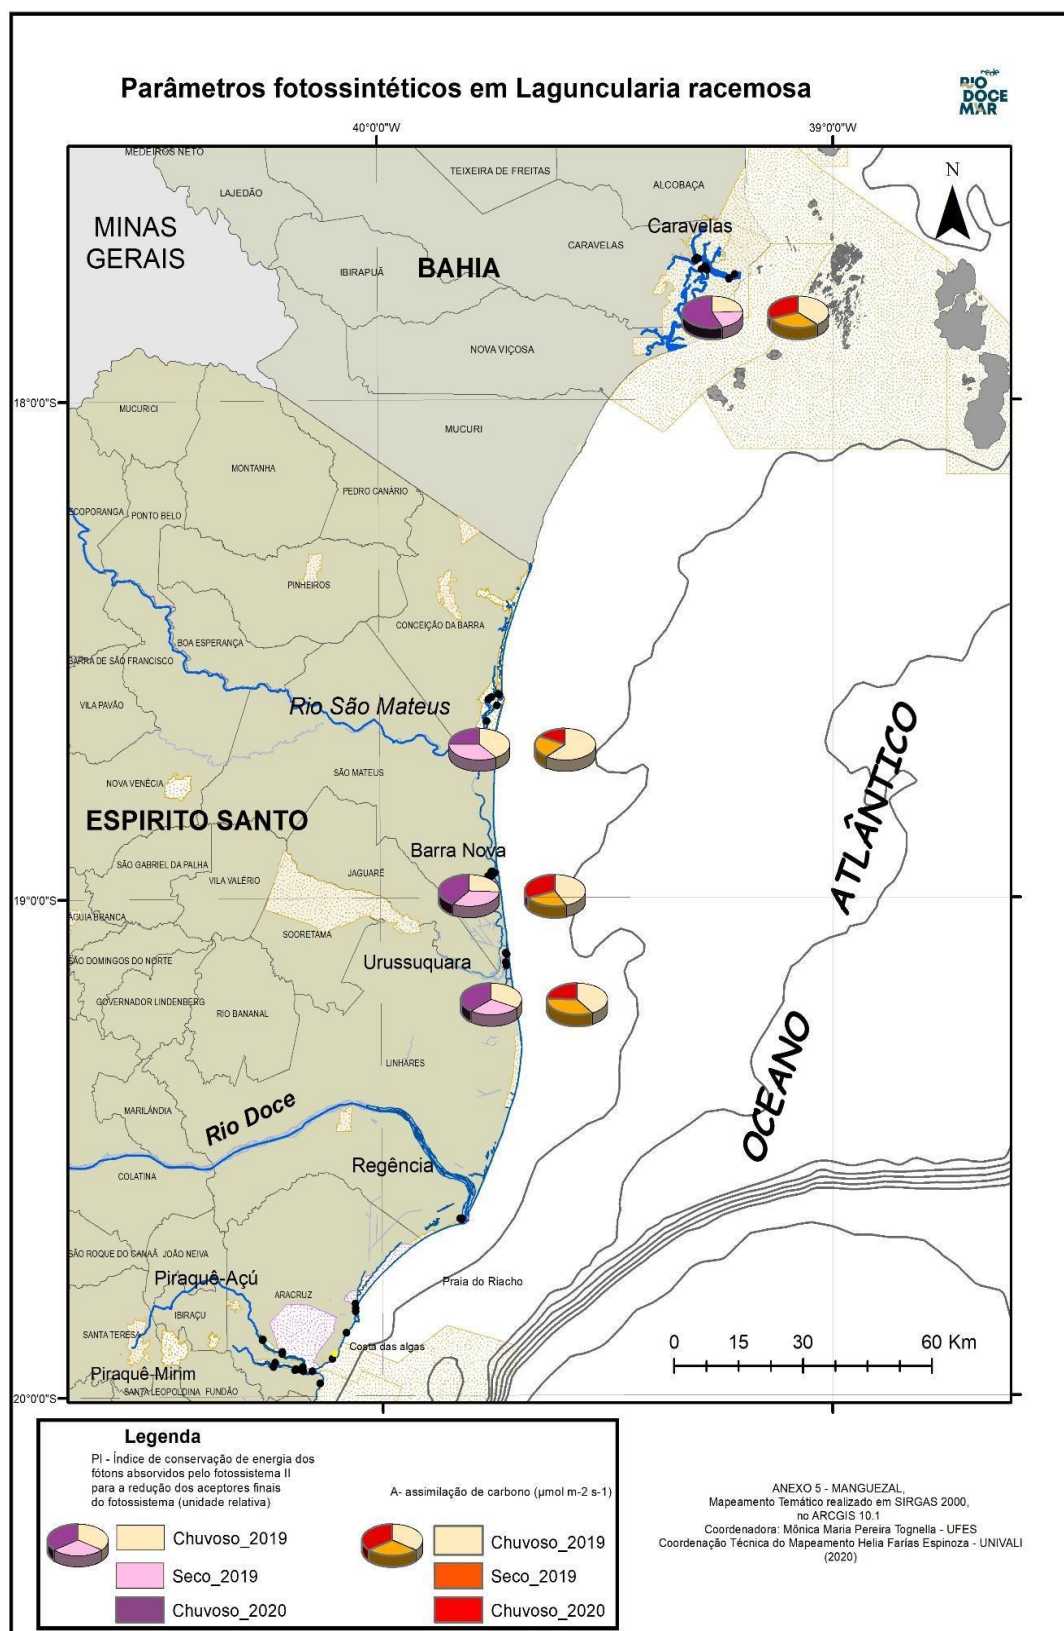 Parâmetros fotossintéticos em Laguncularia racemosa
rede
RIO
DOCE
MAR
40°0'0"W
39°0'0"W
MEDEIROS NETO
TEIXEIRA DE FREITAS
LAJEDÃO
ALCOBAÇA
N
MINAS
GERAIS
Caravelas
CARAVELAS
IBIRAPUÃ
BAHIA
NOVA VIÇOSA
18°0'0"S
MUCURICI
MUCURI
MONTANHA
PEDRO CANÁRIO
ECOPORANGA
PONTO BELO
PINHEIROS
CONCEIÇÃO DA BARRA
BOA ESPERANÇA
BARRA DE SÃO FRANCISCO
VILA PAVÃO
Rio São Mateus
SÃO MATEUS
NOVA VENÉCIA
ESPIRITO SANTO
Barra Nova
SÃO GABRIEL DA PALHA
JAGUARÉ
VILA VALÉRIO
19°0'0"S
ÁGUIA BRANCA
SOORETAMA
SÃO DOMINGOS DO NORTE
Urussuquara
GOVERNADOR LINDENBERG
RIO BANANAL
LINHARES
OCEANO ATLÂNTICO
MARILÂNDIA
Rio Doce
COLATINA
Regência
SÃO ROQUE DO CANAÃ
JOÃO NEIVA
Piraquê-Açú
Praia do Riacho
ARACRUZ
IBIRAÇU
SANTA TERESA
Costa das algas
0 15 30 60 Km
Piraquê-Mirim
SANTA LEOPOLDINA
FUNDÃO
20°0'0"S
Legenda
PI - Índice de conservação de energia dos
fótons absorvidos pelo fotossistema II
para a redução dos aceptores finais
do fotossistema (unidade relativa)
Chuvoso_2019
Seco_2019
Chuvoso_2020
A- assimilação de carbono (µmol m-2 s-1)
Chuvoso_2019
Seco_2019
Chuvoso_2020
ANEXO 5 - MANGUEZAL,
Mapeamento Temático realizado em SIRGAS 2000,
no ARCGIS 10.1
Coordenadora: Mônica Maria Pereira Tognella - UFES
Coordenação Técnica do Mapeamento Helia Farías Espinoza - UNIVALI
(2020)